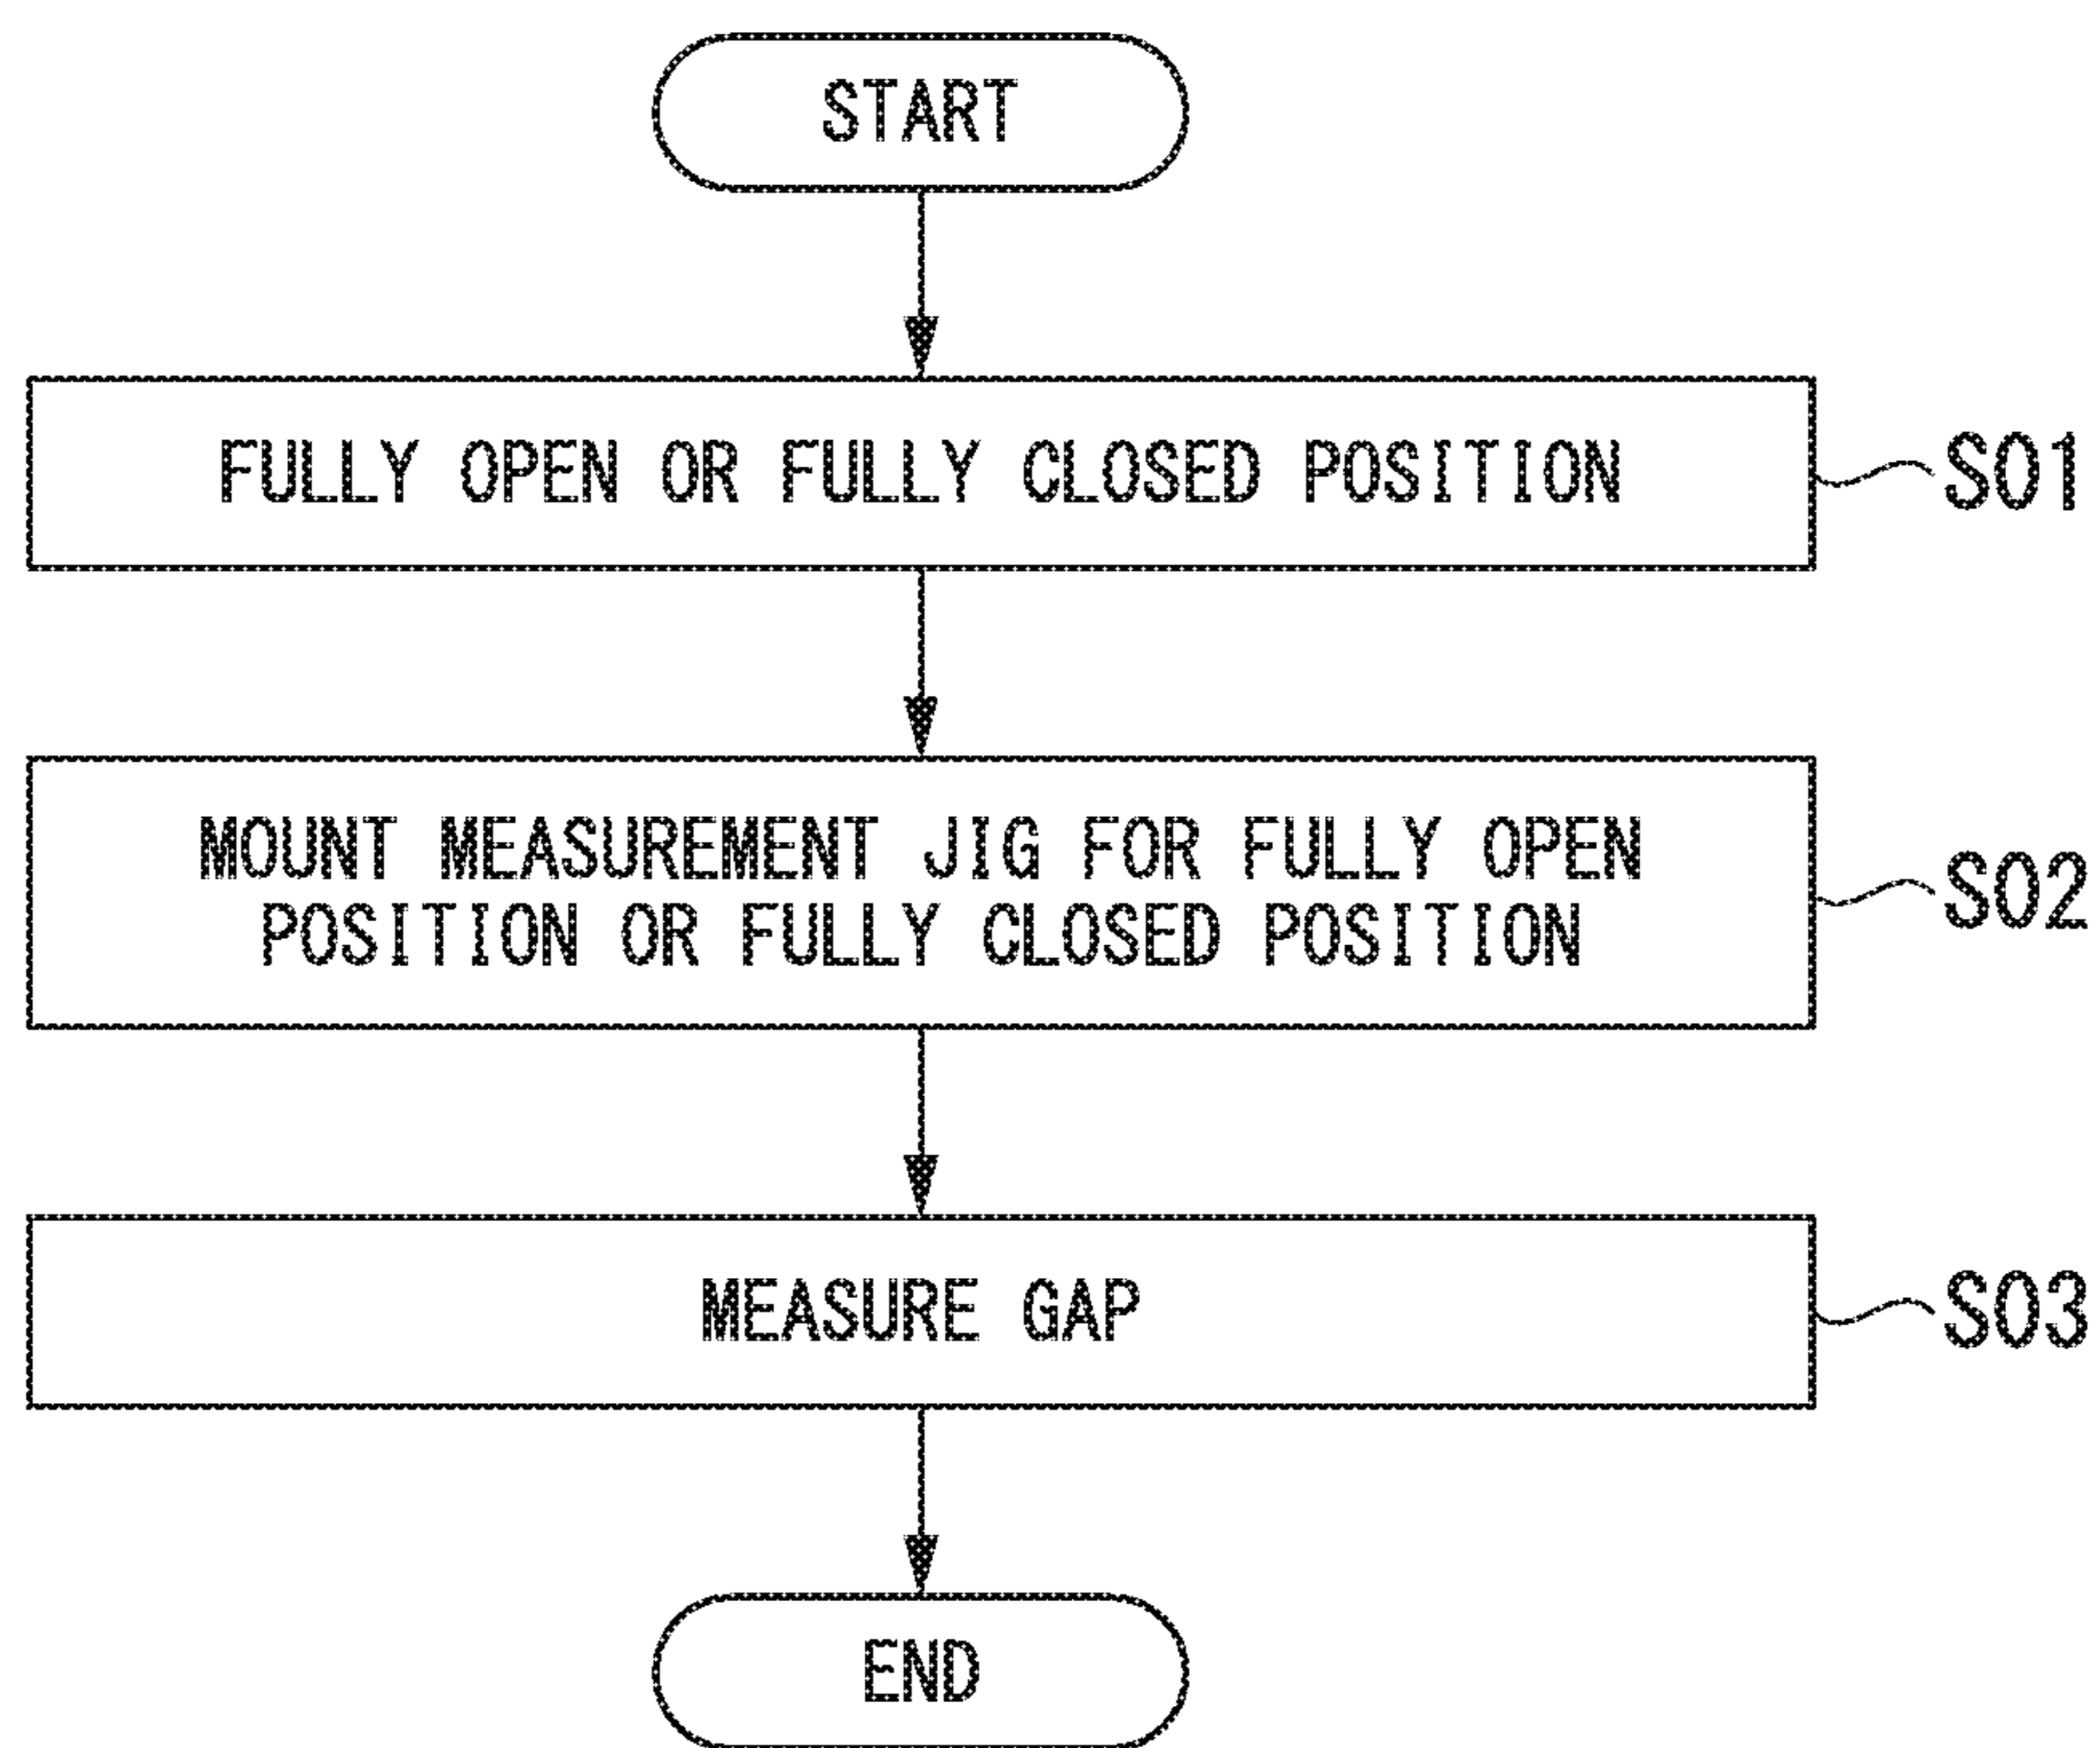 START
FULLY OPEN OR FULLY CLOSED POSITION
S01
MOUNT MEASUREMENT JIG FOR FULLY OPEN
POSITION OR FULLY CLOSED POSITION
S02
MEASURE GAP
S03
END